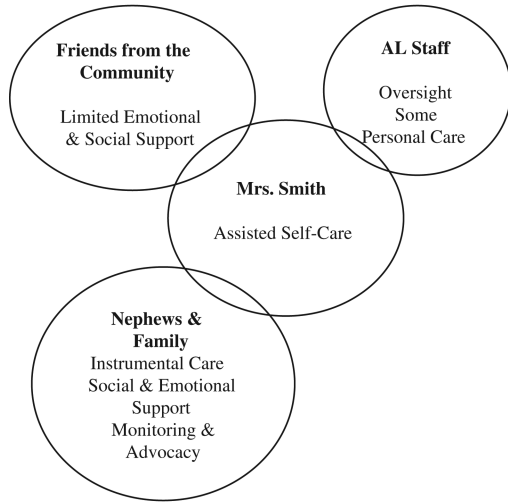 Friends from the
Community
Limited Emotional
& Social Support
AL Staff
Oversight
Some
Personal Care
Mrs. Smith
Assisted Self-Care
Nephews &
Family
Instrumental Care
Social & Emotional
Support
Monitoring &
Advocacy